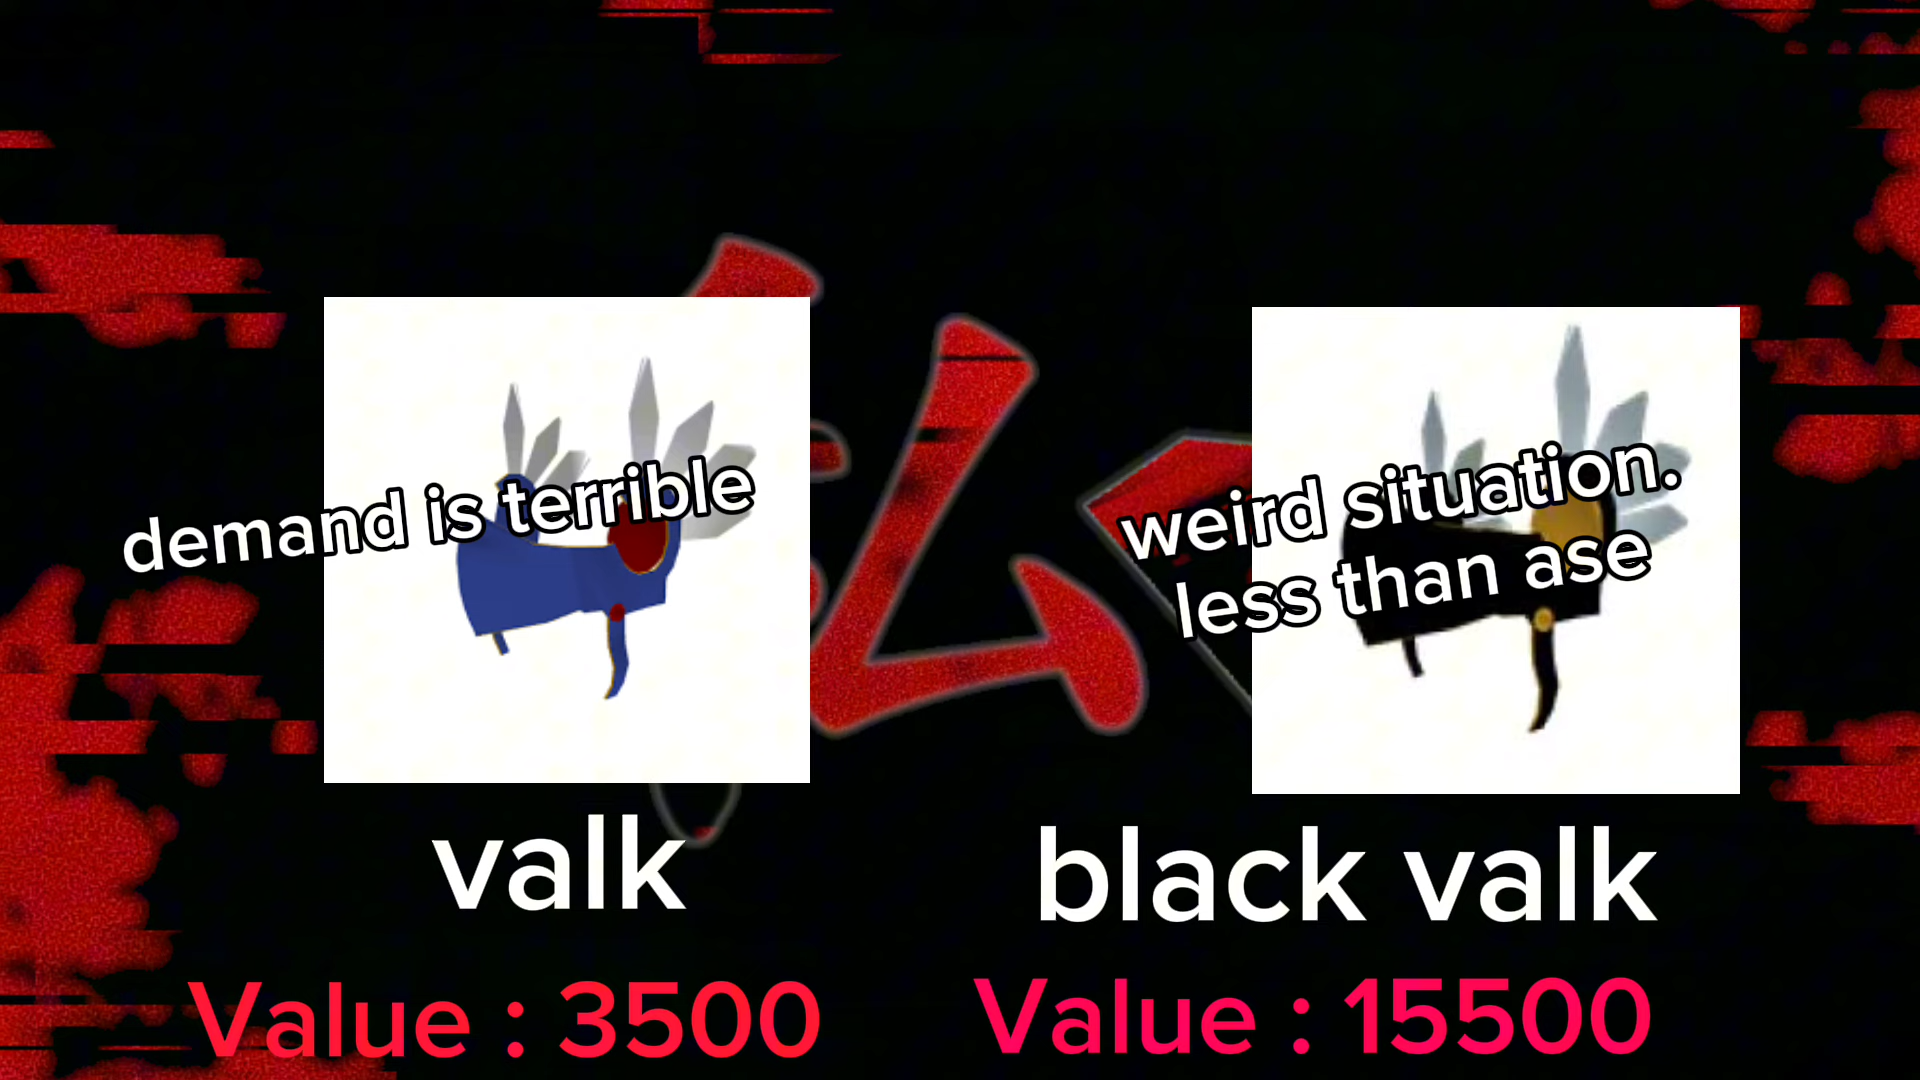 demand is terrible
weird situation.
less than ase
valk
black valk
Value : 3500
Value : 15500